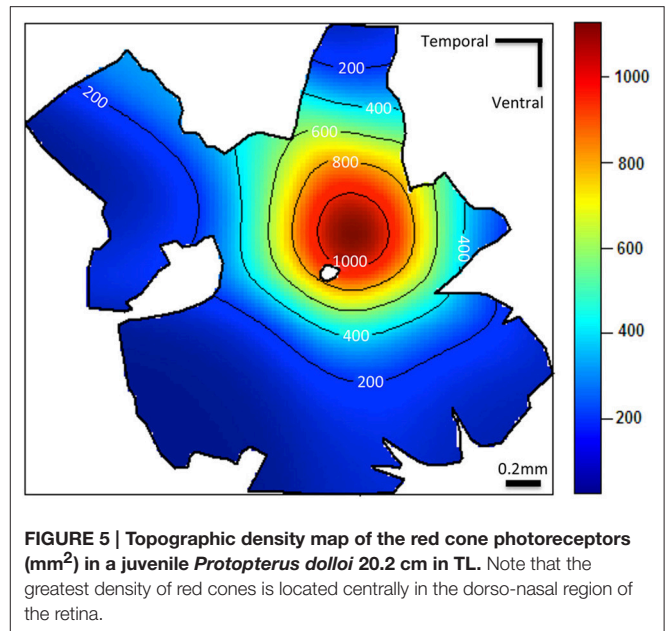 Temporal
Ventral
200
400
600
800
1000
200
400
400
200
0.2mm
1000
800
600
400
200
FIGURE 5 | Topographic density map of the red cone photoreceptors
(mm²) in a juvenile Protopterus dolloi 20.2 cm in TL. Note that the
greatest density of red cones is located centrally in the dorso-nasal region of
the retina.